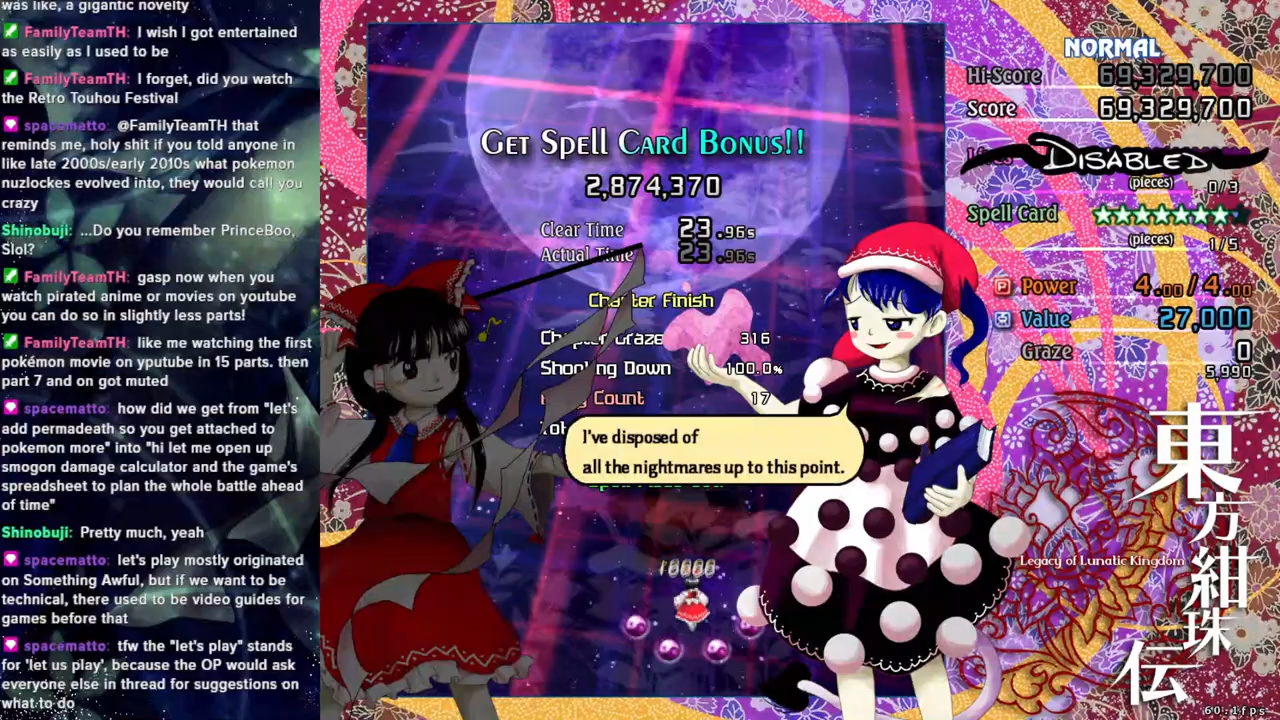 was like, a gigantic novelty
FamilyTeamTH: I wish I got entertained
as easily as I used to be
FamilyTeamTH: I forget, did you watch
the Retro Touhou Festival
spacematto: @FamilyTeamTH that
reminds me, holy shit if you told anyone in
like late 2000s/early 2010s what pokemon
nuzlockes evolved into, they would call you
crazy
Shinobuji: ...Do you remember PrinceBoo,
Slol?
FamilyTeamTH: gasp now when you
watch pirated anime or movies on youtube
you can do so in slightly less parts!
FamilyTeamTH: like me watching the first
pokémon movie on yputube in 15 parts. then
part 7 and on got muted
spacematto: how did we get from "let's
add permadeath so you get attached to
pokemon more" into "hi let me open up
smogon damage calculator and the game's
spreadsheet to plan the whole battle ahead
of time"
Shinobuji: Pretty much, yeah
spacematto: let's play mostly originated
on Something Awful, but if we want to be
technical, there used to be video guides for
games before that
spacematto: tfw the "let's play" stands
for 'let us play', because the OP would ask
everyone else in thread for suggestions on
what to do
Get Spell Card Bonus!!
2,874,370
Clear Time 23.96s
Actual Time 23.96s
Chapter Finish
Chapter Graze 316
Shooting Down 100.0%
Count 17
I've disposed of
all the nightmares up to this point.
10000
NORMAL
Hi-Score 69,329,700
Score 69,329,700
DISABLED
(pieces) 0/3
Spell Card ★★★★★★★
(pieces) 1/5
P Power 4.00/4.00
Value 27,000
Graze 0
5,990
東方紺珠伝
Legacy of Lunatic Kingdom
60.1fps